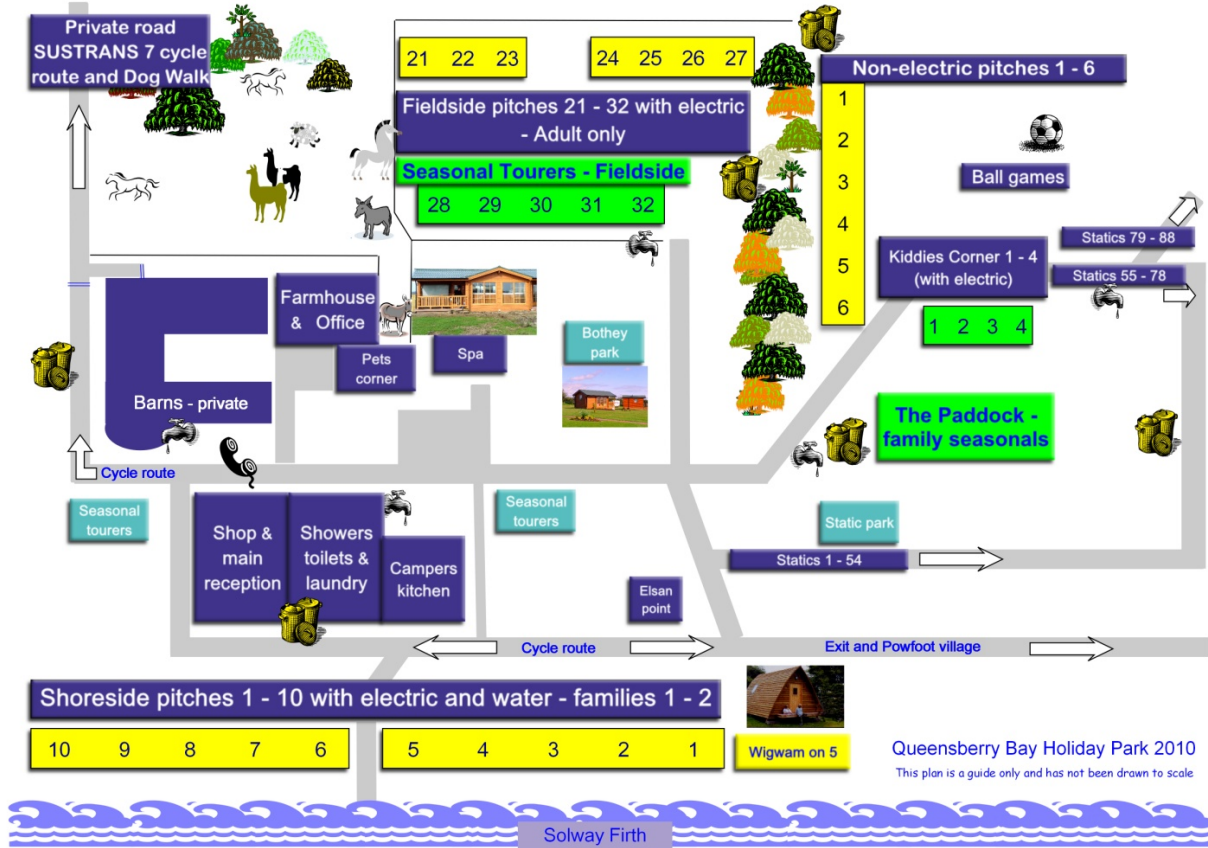 Private road
SUSTRANS 7 cycle
route and Dog Walk
21 22 23
24 25 26 27
Non-electric pitches 1 - 6
Fieldside pitches 21 - 32 with electric
- Adult only
Seasonal Tourers - Fieldside
28 29 30 31 32
1
2
3
4
5
6
Ball games
Statics 79 - 88
Kiddies Corner 1 - 4
(with electric)
Statics 55 - 78
1 2 3 4
Farmhouse
& Office
Pets
corner
Spa
Bothey
park
Barns - private
The Paddock -
family seasonals
Cycle route
Seasonal
tourers
Shop &
main
reception
Showers
toilets &
laundry
Campers
kitchen
Seasonal
tourers
Static park
Statics 1 - 54
Elsan
point
Cycle route
Exit and Powfoot village
Shoreside pitches 1 - 10 with electric and water - families 1 - 2
10 9 8 7 6
5 4 3 2 1
Wigwam on 5
Queensberry Bay Holiday Park 2010
This plan is a guide only and has not been drawn to scale
Solway Firth